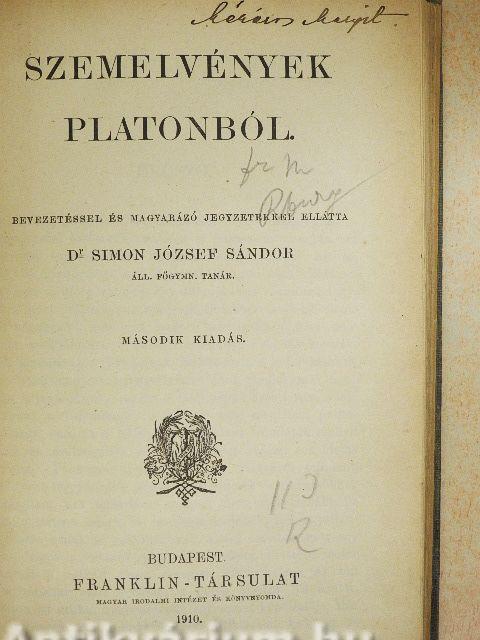 SZEMELVÉNYEK
PLATONBÓL.
BEVEZETÉSSEL ÉS MAGYARÁZÓ JEGYZETEKKEL ELLÁTTA
Dr SIMON JÓZSEF SÁNDOR
ÁLL. FŐGYMN. TANÁR.
MÁSODIK KIADÁS.
BUDAPEST.
FRANKLIN-TÁRSULAT
MAGYAR IRODALMI INTÉZET ÉS KÖNYVNYOMDA.
1910.